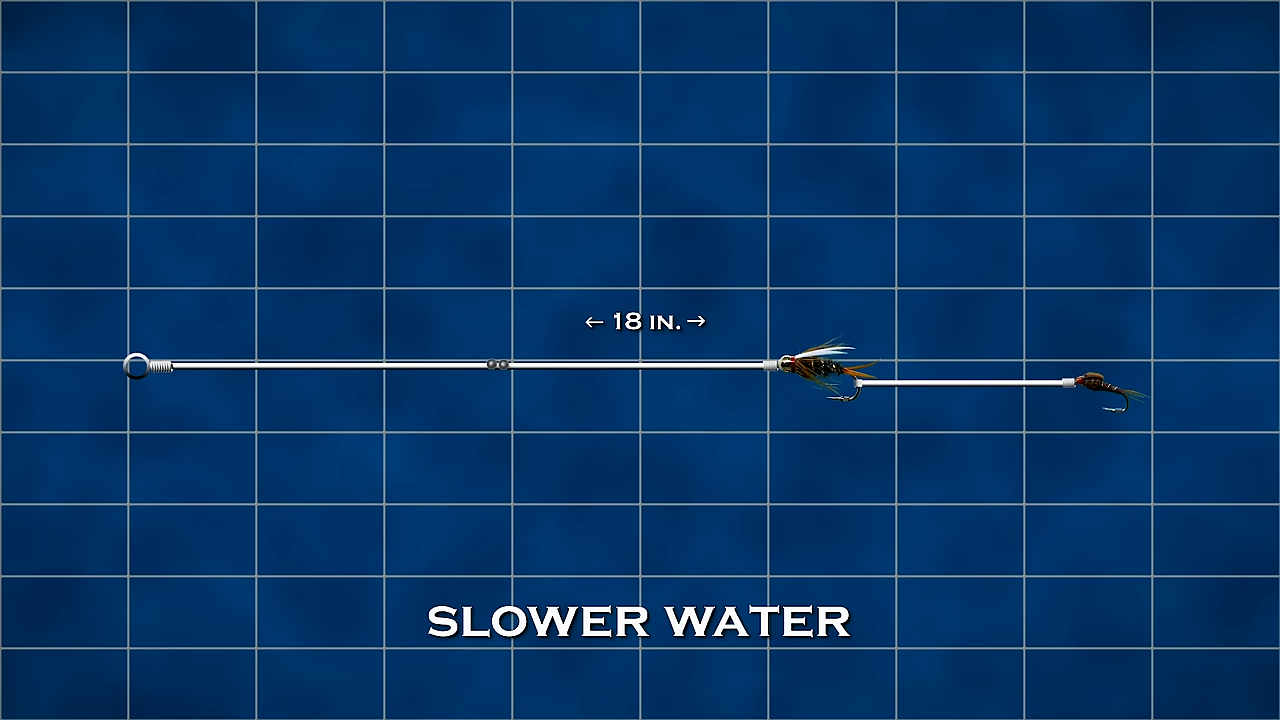 ← 18 IN. →
SLOWER WATER